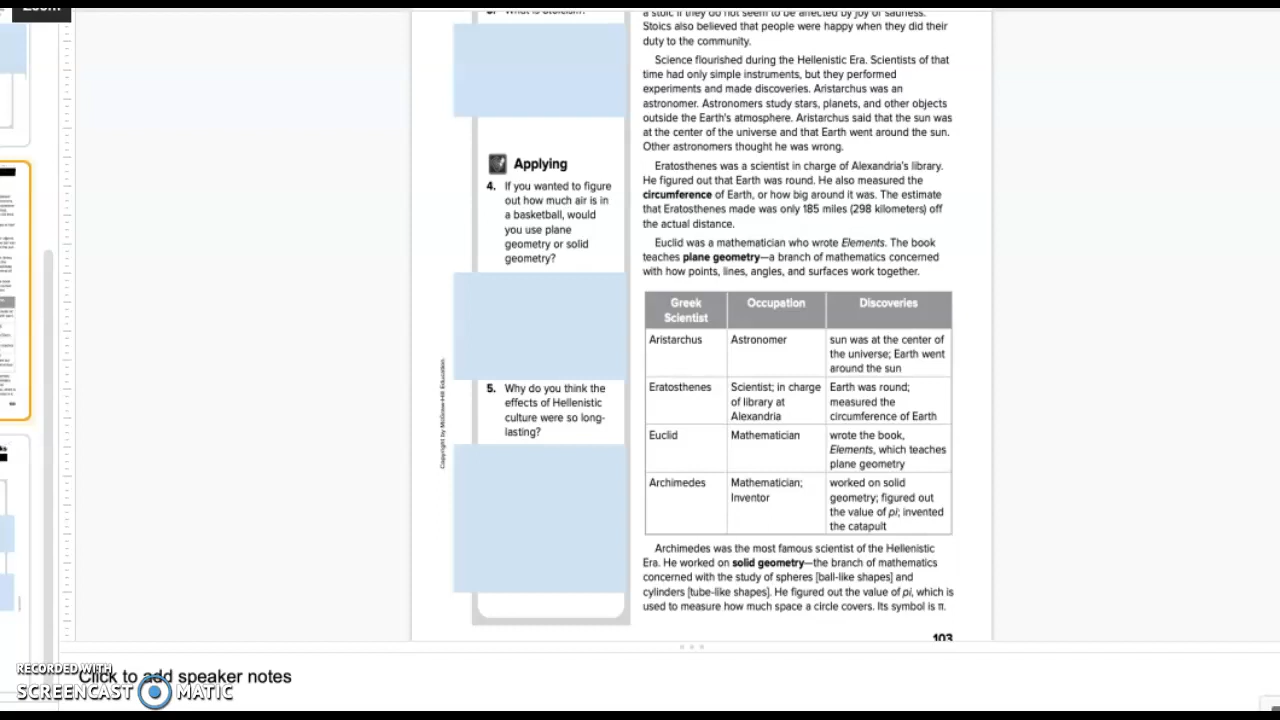 Zoom
3. What is Stoicism?
Applying
4. If you wanted to figure
out how much air is in
a basketball, would
you use plane
geometry or solid
geometry?
5. Why do you think the
effects of Hellenistic
culture were so long-
lasting?
Copyright by McGraw-Hill Education.
a stoic if they do not seem to be affected by joy or sadness.
Stoics also believed that people were happy when they did their
duty to the community.
Science flourished during the Hellenistic Era. Scientists of that
time had only simple instruments, but they performed
experiments and made discoveries. Aristarchus was an
astronomer. Astronomers study stars, planets, and other objects
outside the Earth's atmosphere. Aristarchus said that the sun was
at the center of the universe and that Earth went around the sun.
Other astronomers thought he was wrong.
Eratosthenes was a scientist in charge of Alexandria's library.
He figured out that Earth was round. He also measured the
circumference of Earth, or how big around it was. The estimate
that Eratosthenes made was only 185 miles (298 kilometers) off
the actual distance.
Euclid was a mathematician who wrote Elements. The book
teaches plane geometry—a branch of mathematics concerned
with how points, lines, angles, and surfaces work together.
Greek Occupation Discoveries
Scientist
Aristarchus Astronomer sun was at the center of
the universe; Earth went
around the sun
Eratosthenes Scientist; in charge Earth was round;
of library at measured the
Alexandria circumference of Earth
Euclid Mathematician wrote the book,
Elements, which teaches
plane geometry
Archimedes Mathematician; worked on solid
Inventor geometry; figured out
the value of pi; invented
the catapult
Archimedes was the most famous scientist of the Hellenistic
Era. He worked on solid geometry—the branch of mathematics
concerned with the study of spheres [ball-like shapes] and
cylinders [tube-like shapes]. He figured out the value of pi, which is
used to measure how much space a circle covers. Its symbol is π.
103
Click to add speaker notes
RECORDED WITH
SCREENCAST MATIC